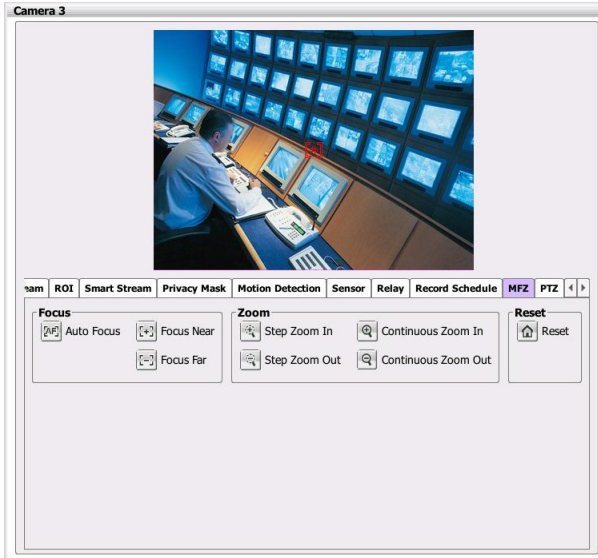 Camera 3
ROI Smart Stream Privacy Mask Motion Detection Sensor Relay Record Schedule MFZ PTZ
Focus Zoom Reset
[AF] Auto Focus [+] Focus Near Step Zoom In Continuous Zoom In Reset
[−] Focus Far Step Zoom Out Continuous Zoom Out